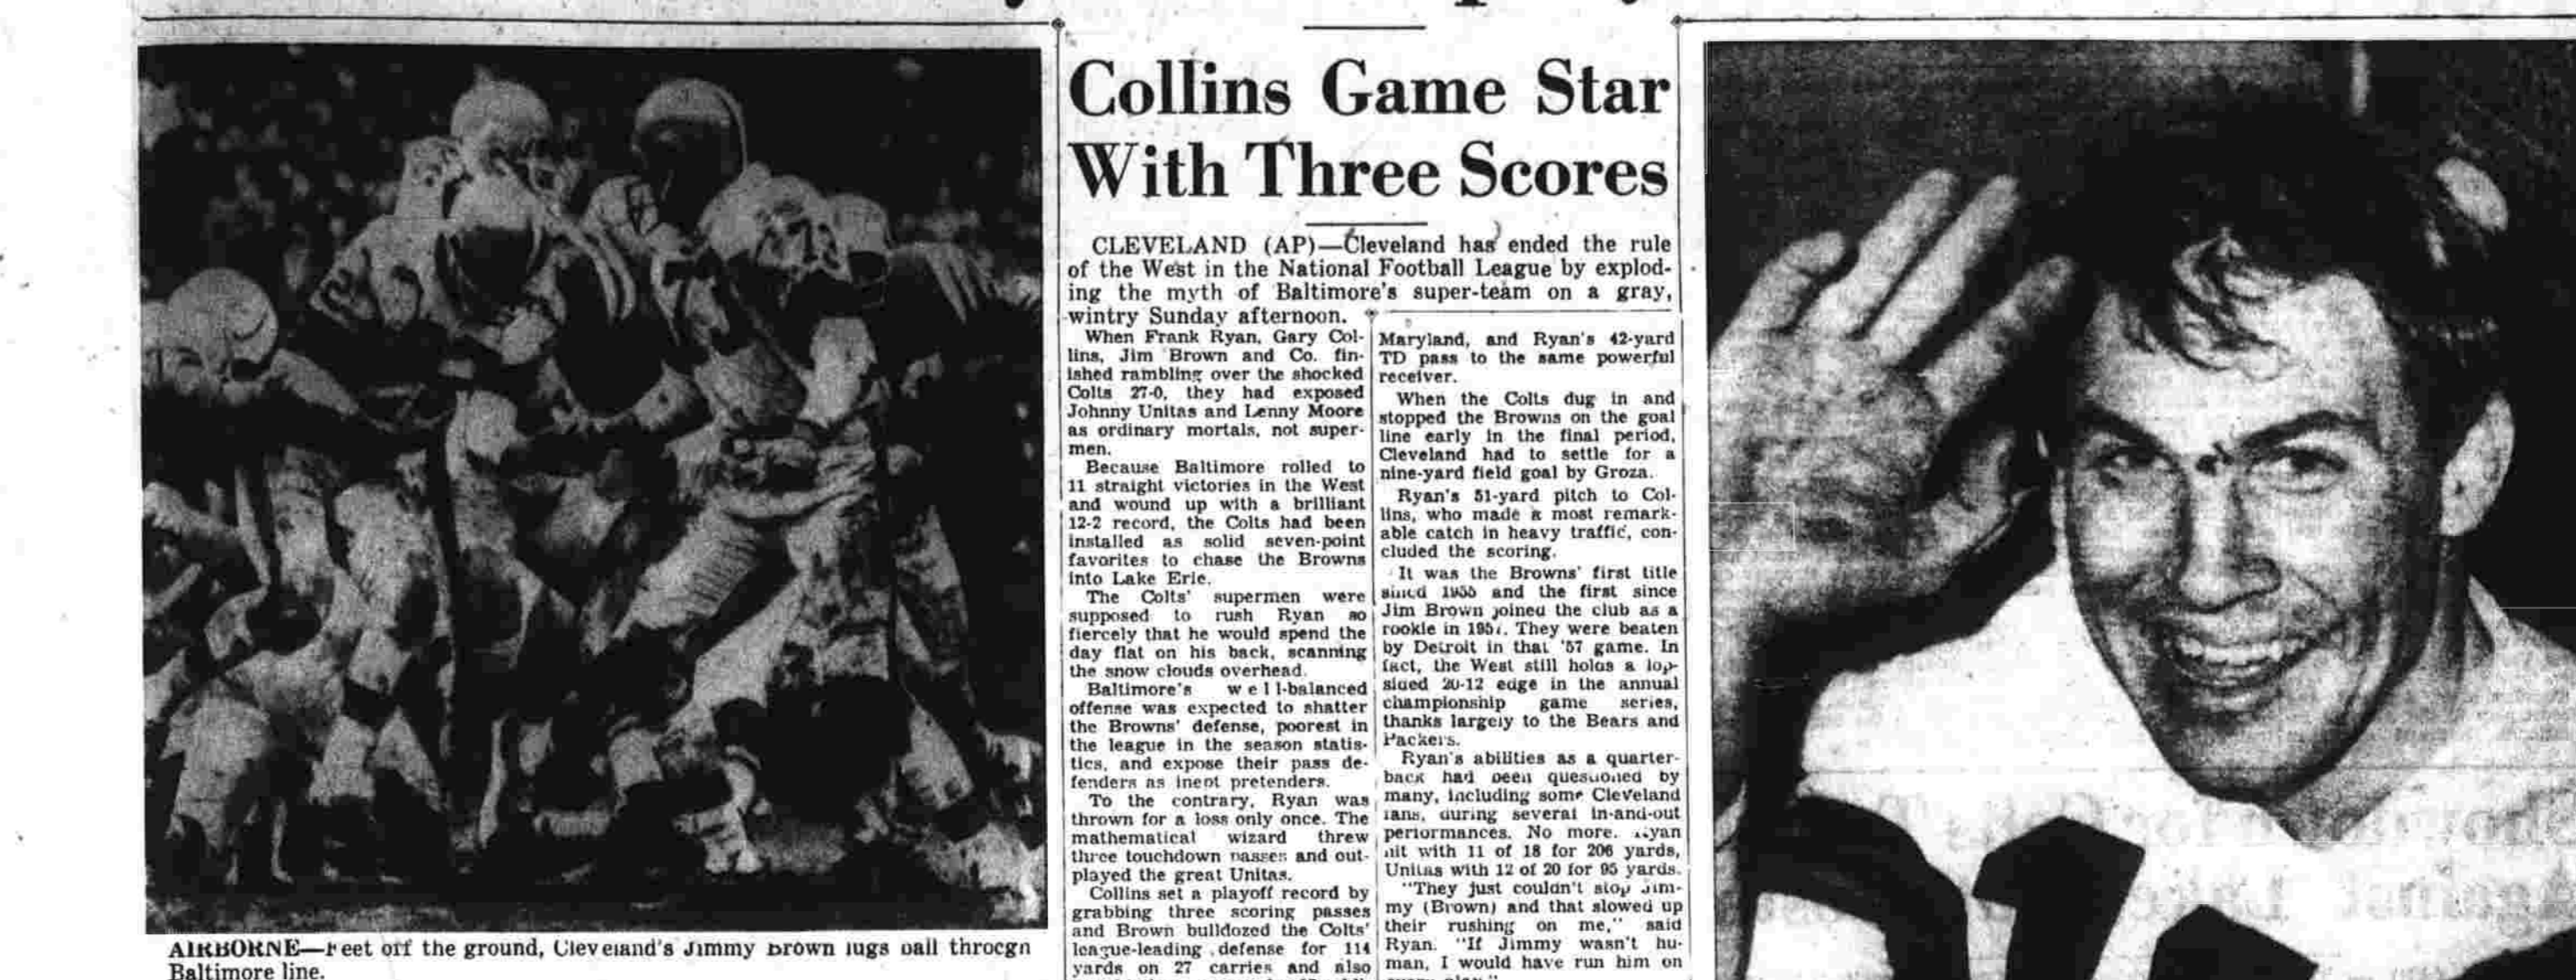 Collins Game Star
With Three Scores
CLEVELAND (AP)—Cleveland has ended the rule
of the West in the National Football League by explod-
ing the myth of Baltimore's super-team on a gray,
wintry Sunday afternoon.
When Frank Ryan, Gary Col-
lins, Jim Brown and Co. fin-
ished rambling over the shocked
Colts 27-0, they had exposed
Johnny Unitas and Lenny Moore
as ordinary mortals, not super-
men.
Because Baltimore rolled to
11 straight victories in the West
and wound up with a brilliant
12-2 record, the Colts had been
installed as solid seven-point
favorites to chase the Browns
into Lake Erie.
The Colts' supermen were
supposed to rush Ryan so
fiercely that he would spend the
day flat on his back, scanning
the snow clouds overhead.
Baltimore's well-balanced
offense was expected to shatter
the Browns' defense, poorest in
the league in the season statis-
tics, and expose their pass de-
fenders as inept pretenders.
To the contrary, Ryan was
thrown for a loss only once. The
mathematical wizard threw
three touchdown passes and out-
played the great Unitas.
Collins set a playoff record by
grabbing three scoring passes
and Brown bulldozed the Colts'
league-leading defense for 114
yards on 27 carries and also
Maryland, and Ryan's 42-yard
TD pass to the same powerful
receiver.
When the Colts dug in and
stopped the Browns on the goal
line early in the final period,
Cleveland had to settle for a
nine-yard field goal by Groza.
Ryan's 51-yard pitch to Col-
lins, who made a most remark-
able catch in heavy traffic, con-
cluded the scoring.
It was the Browns' first title
since 1955 and the first since
Jim Brown joined the club as a
rookie in 1957. They were beaten
by Detroit in that '57 game. In
fact, the West still holds a lop-
sided 20-12 edge in the annual
championship game series,
thanks largely to the Bears and
Packers.
Ryan's abilities as a quarter-
back had been questioned by
many, including some Cleveland
ians, during several in-and-out
performances. No more. Ryan
hit with 11 of 18 for 206 yards,
Unitas with 12 of 20 for 95 yards.
"They just couldn't stop Jim-
my (Brown) and that slowed up
their rushing on me," said
Ryan. "If Jimmy wasn't hu-
man, I would have run him on
AIRBORNE—Feet off the ground, Cleveland's Jimmy Brown lugs ball throcgn
Baltimore line.